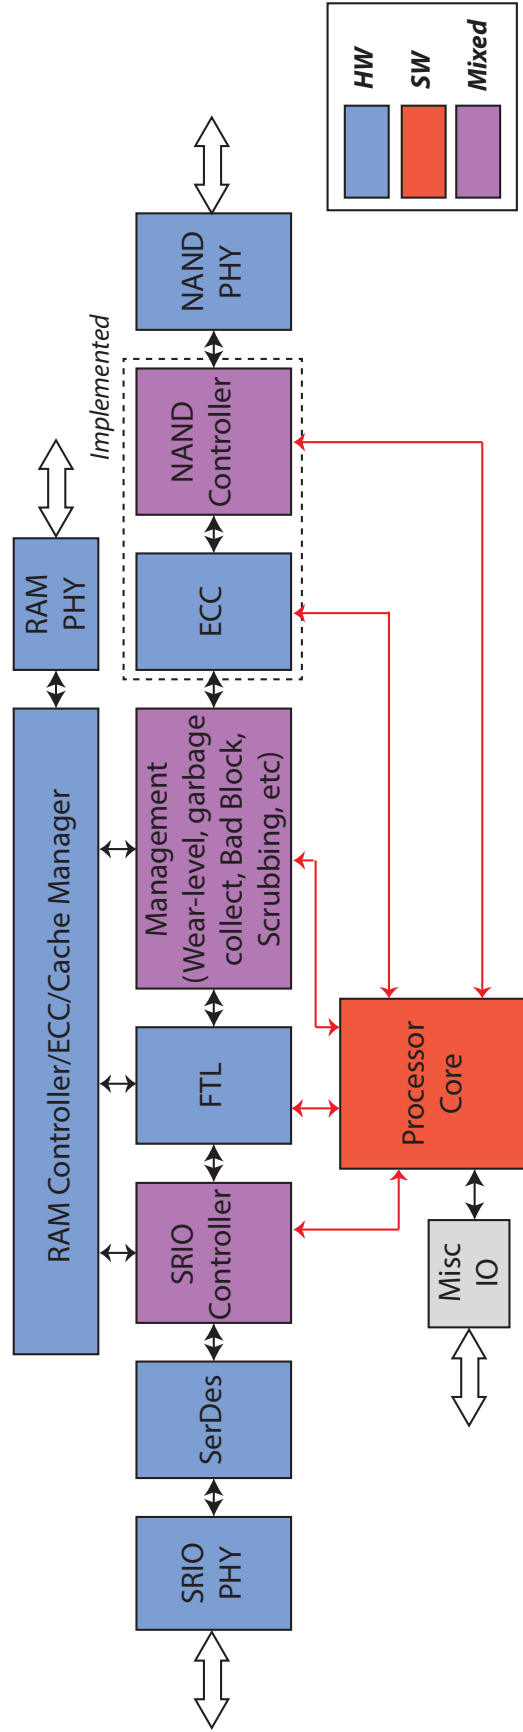 RAM Controller/ECC/Cache Manager
RAM
PHY
Implemented
SRIO
PHY
SerDes
SRIO
Controller
FTL
Management
(Wear-level, garbage
collect, Bad Block,
Scrubbing, etc)
ECC
NAND
Controller
NAND
PHY
Misc
IO
Processor
Core
HW
SW
Mixed